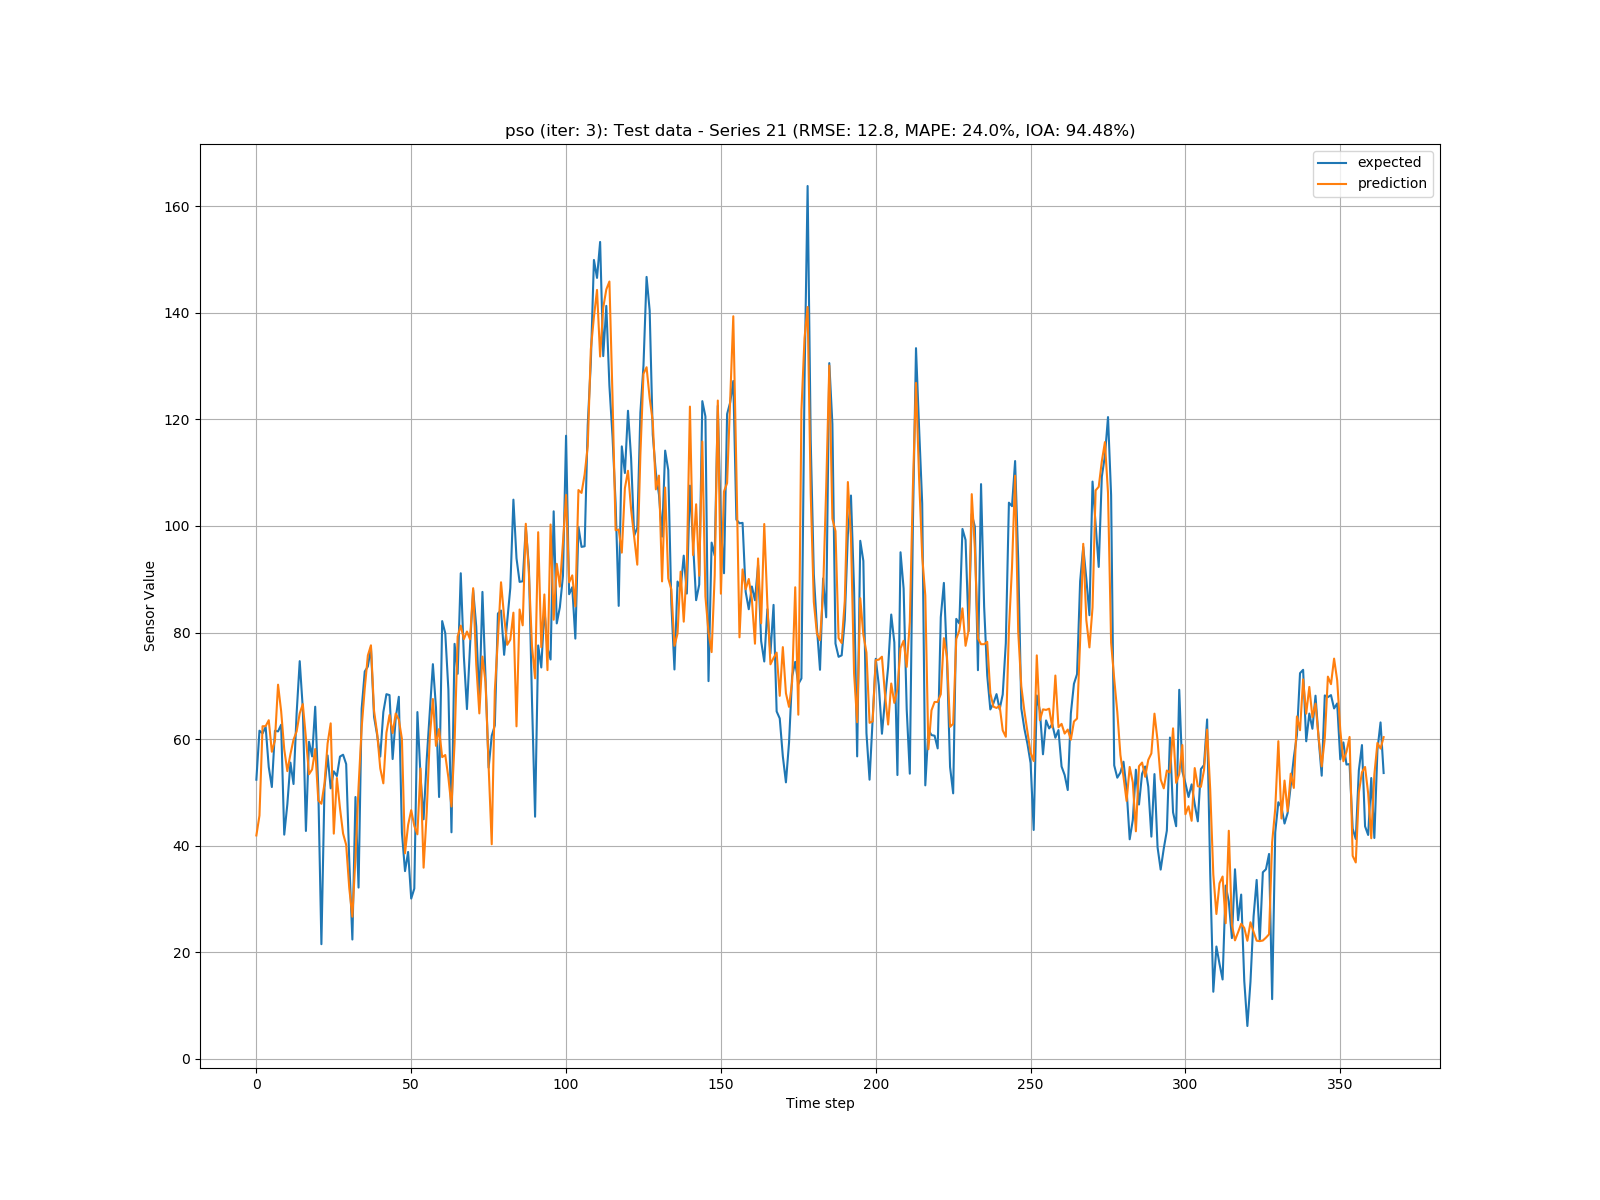 pso (iter: 3): Test data - Series 21 (RMSE: 12.8, MAPE: 24.0%, IOA: 94.48%)
expected
prediction
160
140
120
100
80
60
40
20
0
Sensor Value
0 50 100 150 200 250 300 350
Time step